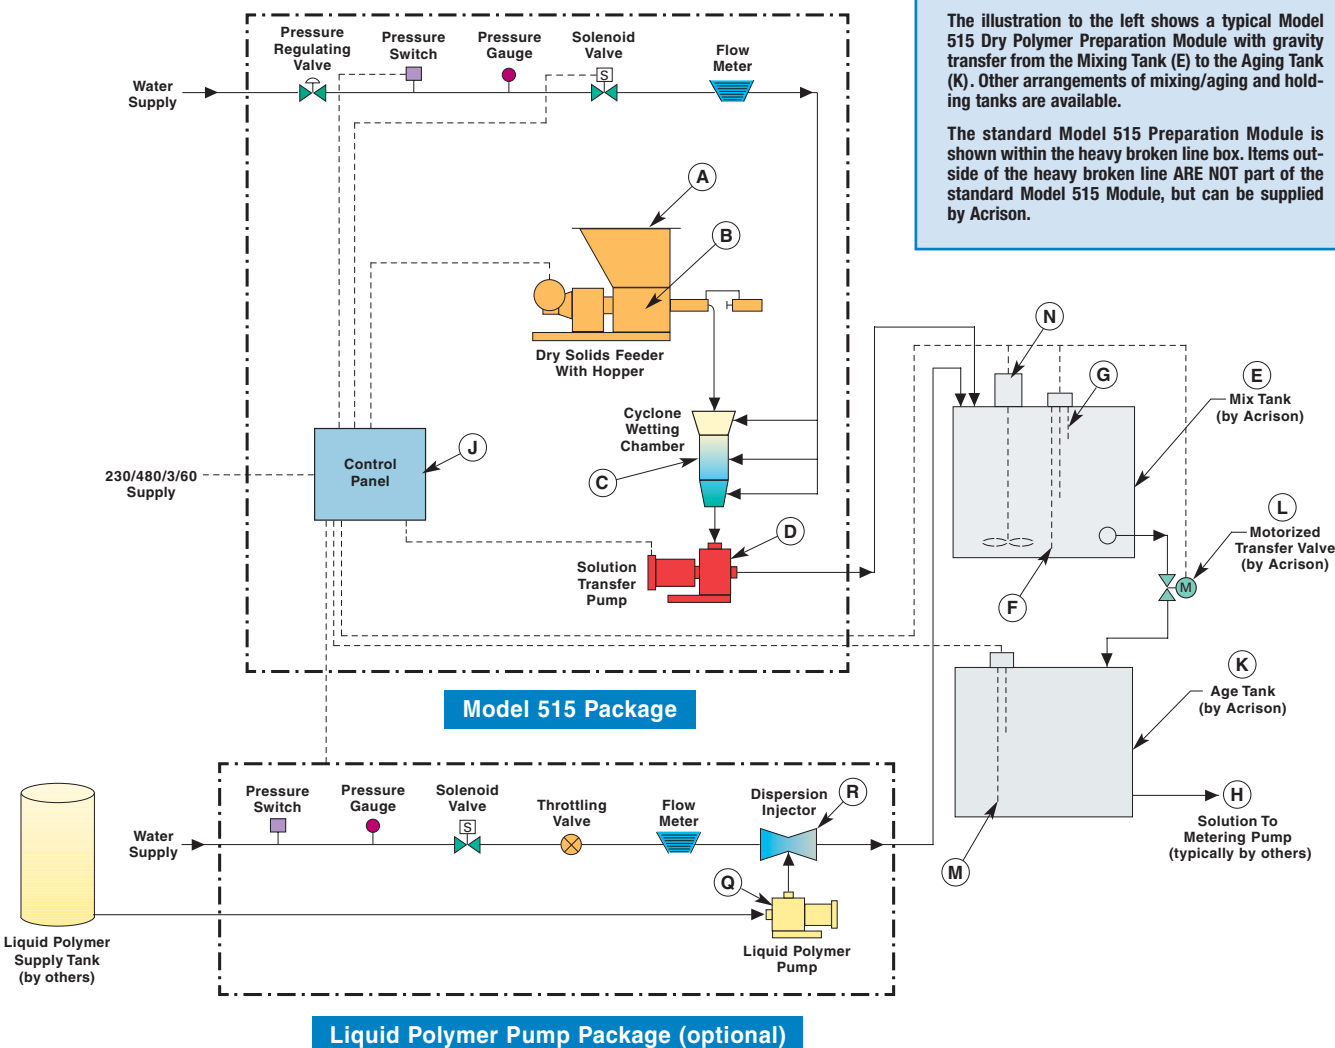 The illustration to the left shows a typical Model
515 Dry Polymer Preparation Module with gravity
transfer from the Mixing Tank (E) to the Aging Tank
(K). Other arrangements of mixing/aging and hold-
ing tanks are available.
The standard Model 515 Preparation Module is
shown within the heavy broken line box. Items out-
side of the heavy broken line ARE NOT part of the
standard Model 515 Module, but can be supplied
by Acrison.
Pressure
Regulating
Valve
Pressure
Switch
Pressure
Gauge
Solenoid
Valve
S
Flow
Meter
Water
Supply
A
B
Dry Solids Feeder
With Hopper
Cyclone
Wetting
Chamber
C
Control
Panel
J
230/480/3/60
Supply
D
Solution
Transfer
Pump
N
G
E
Mix Tank
(by Acrison)
L
Motorized
Transfer Valve
(by Acrison)
M
F
K
Age Tank
(by Acrison)
H
Solution To
Metering Pump
(typically by others)
M
Model 515 Package
Pressure
Switch
Pressure
Gauge
Solenoid
Valve
S
Throttling
Valve
Flow
Meter
Dispersion
Injector
R
Water
Supply
Q
Liquid Polymer
Pump
Liquid Polymer
Supply Tank
(by others)
Liquid Polymer Pump Package (optional)